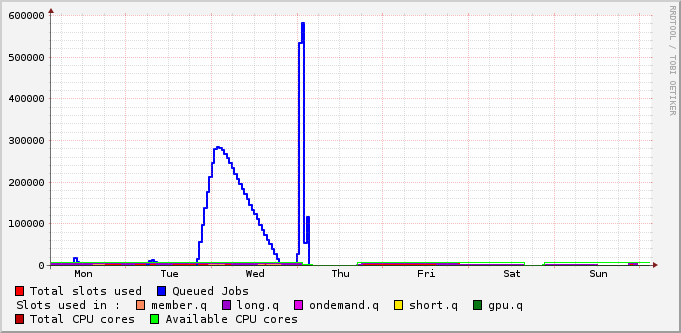 RRDTOOL / TOBI OETIKER
600000
500000
400000
300000
200000
100000
0
Mon Tue Wed Thu Fri Sat Sun
Total slots used Queued Jobs
Slots used in : member.q long.q ondemand.q short.q gpu.q
Total CPU cores Available CPU cores